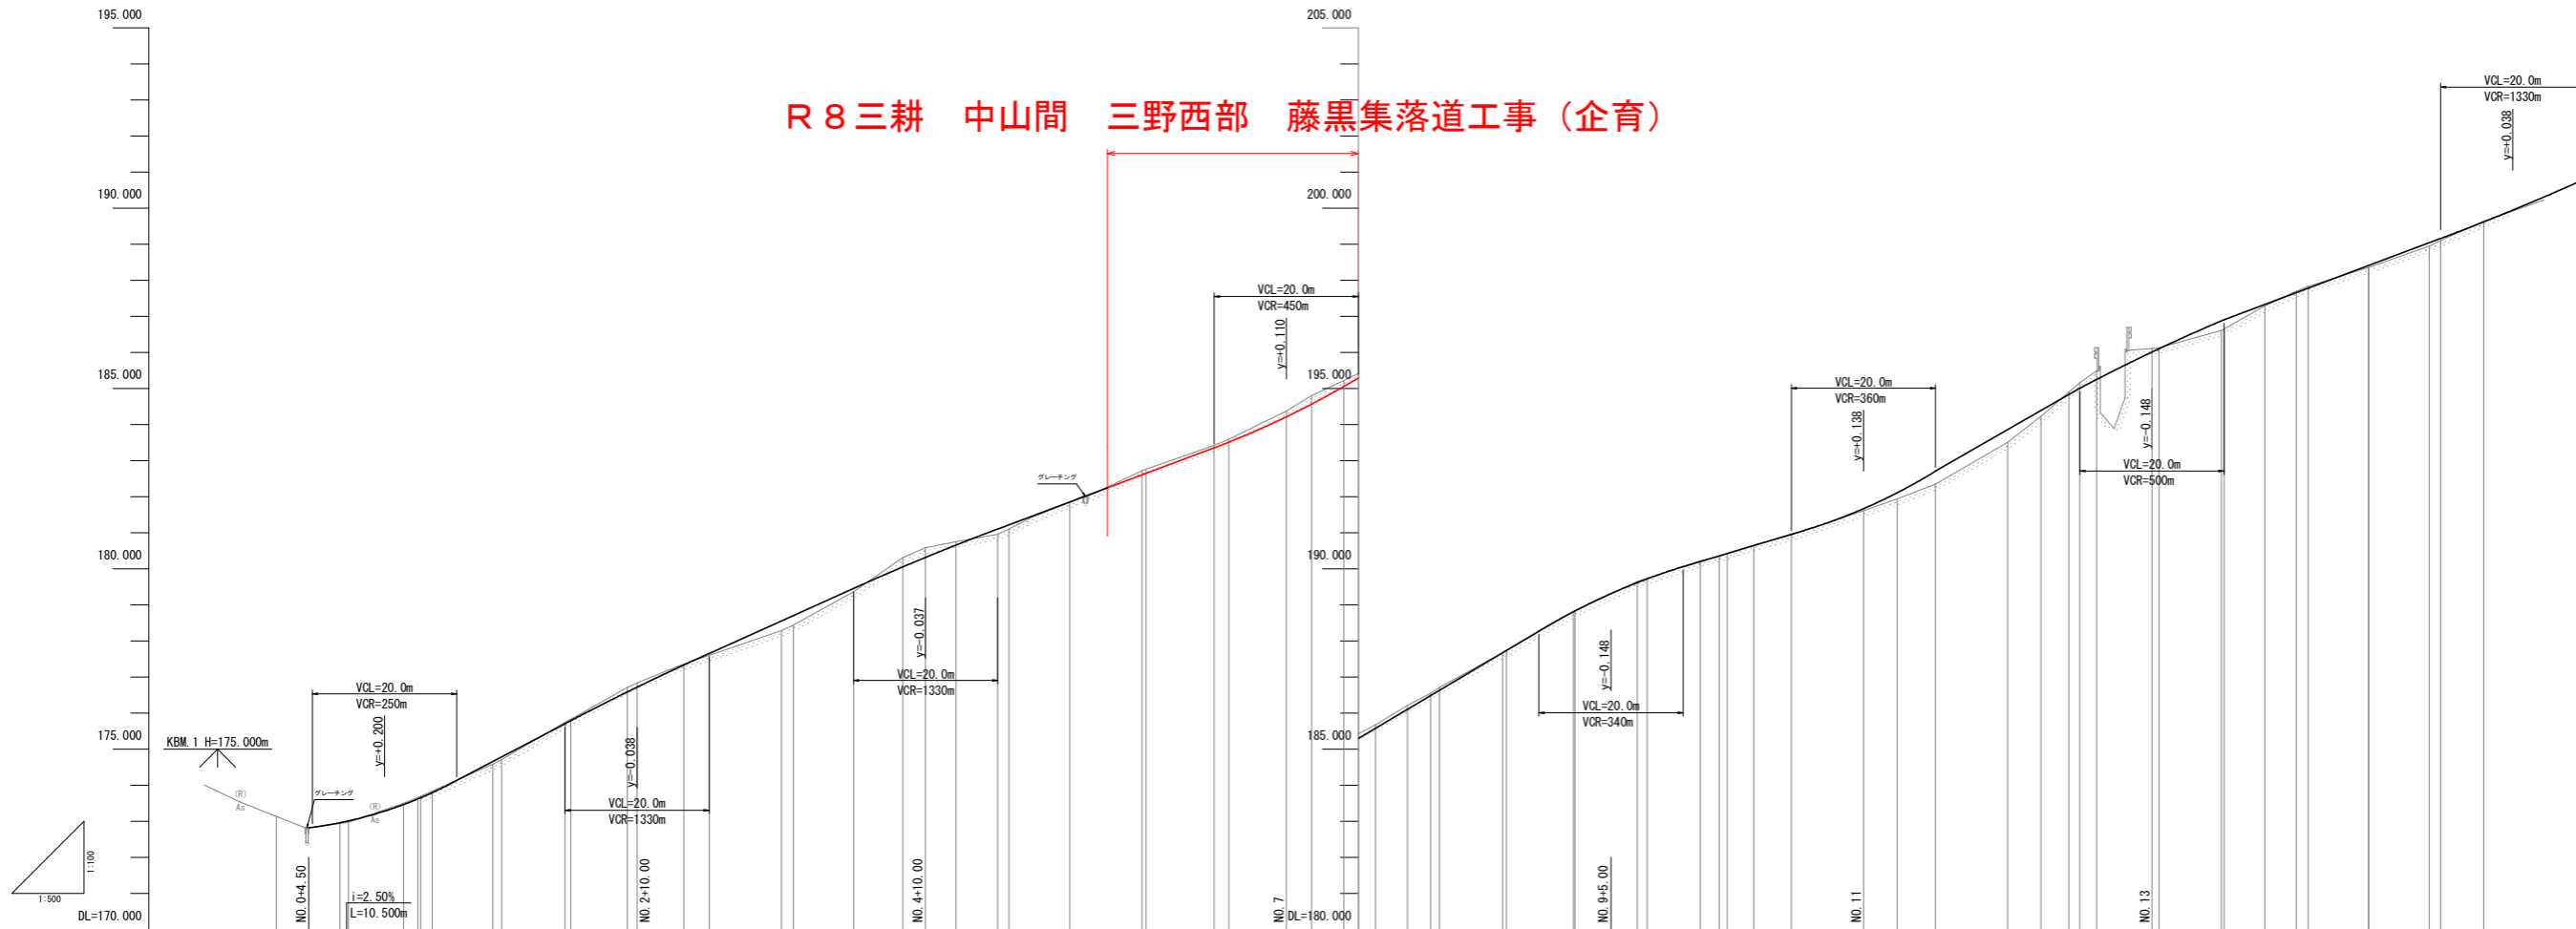 R8三耕　中山間　三野西部　藤黒集落道工事（企育）
195.000
190.000
185.000
180.000
175.000
DL=170.000
205.000
200.000
195.000
190.000
185.000
DL=180.000
KBM.1 H=175.000m
(R)
As
グレーチング
(R)
As
1:500
1:100
VCL=20.0m
VCR=250m
y=+0.200
NO.0+4.50
i=2.50%
L=10.500m
y=-0.038
VCL=20.0m
VCR=1330m
NO.2+10.00
y=-0.037
VCL=20.0m
VCR=1330m
NO.4+10.00
グレーチング
VCL=20.0m
VCR=450m
y=+0.110
NO.7
y=-0.148
VCL=20.0m
VCR=340m
NO.9+5.00
VCL=20.0m
VCR=360m
y=+0.138
NO.11
y=-0.148
VCL=20.0m
VCR=500m
NO.13
VCL=20.0m
VCR=1330m
y=+0.038